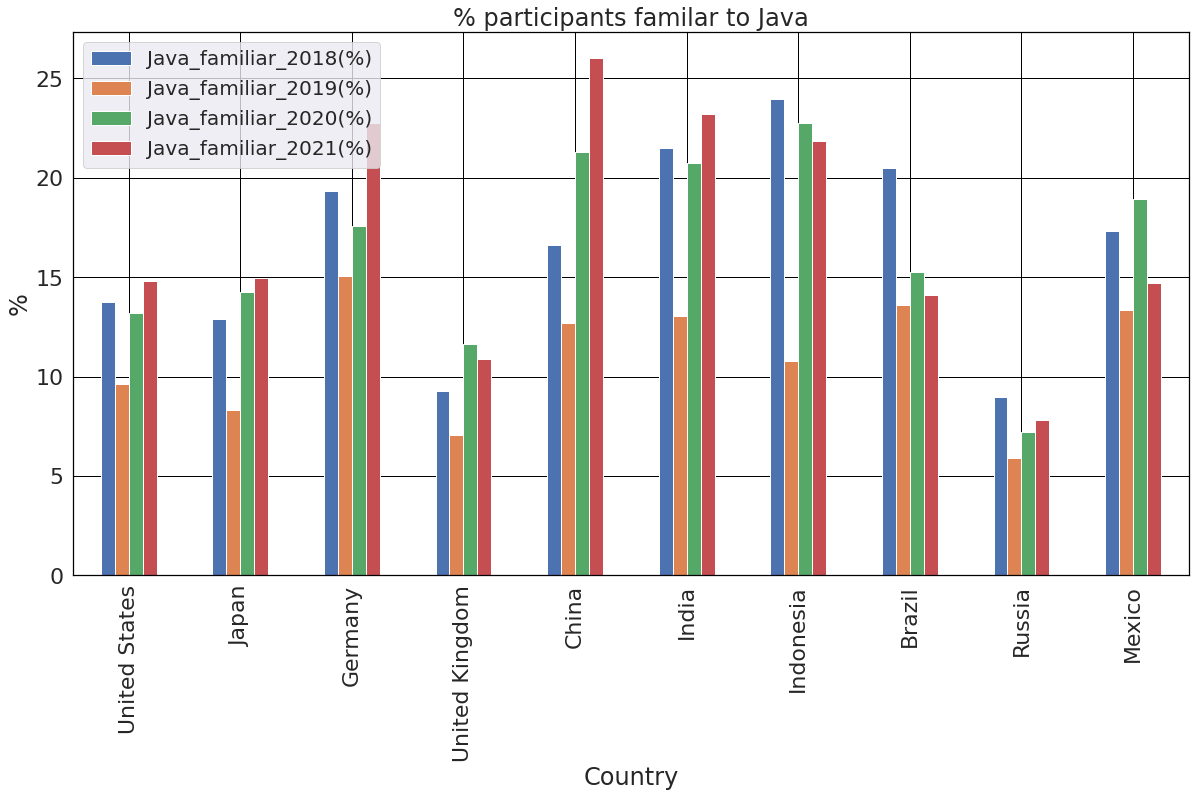 % participants familar to Java
Java_familiar_2018(%)
Java_familiar_2019(%)
Java_familiar_2020(%)
Java_familiar_2021(%)
25
20
15
10
5
0
%
United States
Japan
Germany
United Kingdom
China
India
Indonesia
Brazil
Russia
Mexico
Country